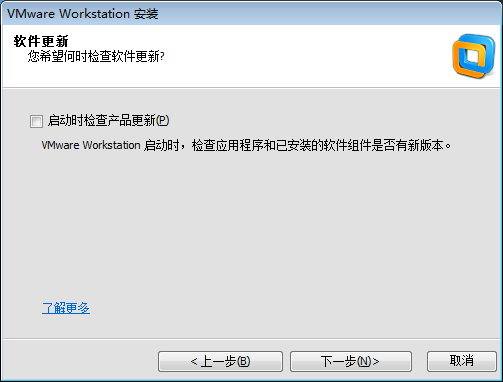 VMware Workstation 安装
软件更新
您希望何时检查软件更新?
启动时检查产品更新(P)
VMware Workstation 启动时，检查应用程序和已安装的软件组件是否有新版本。
了解更多
< 上一步(B)
下一步(N)>
取消